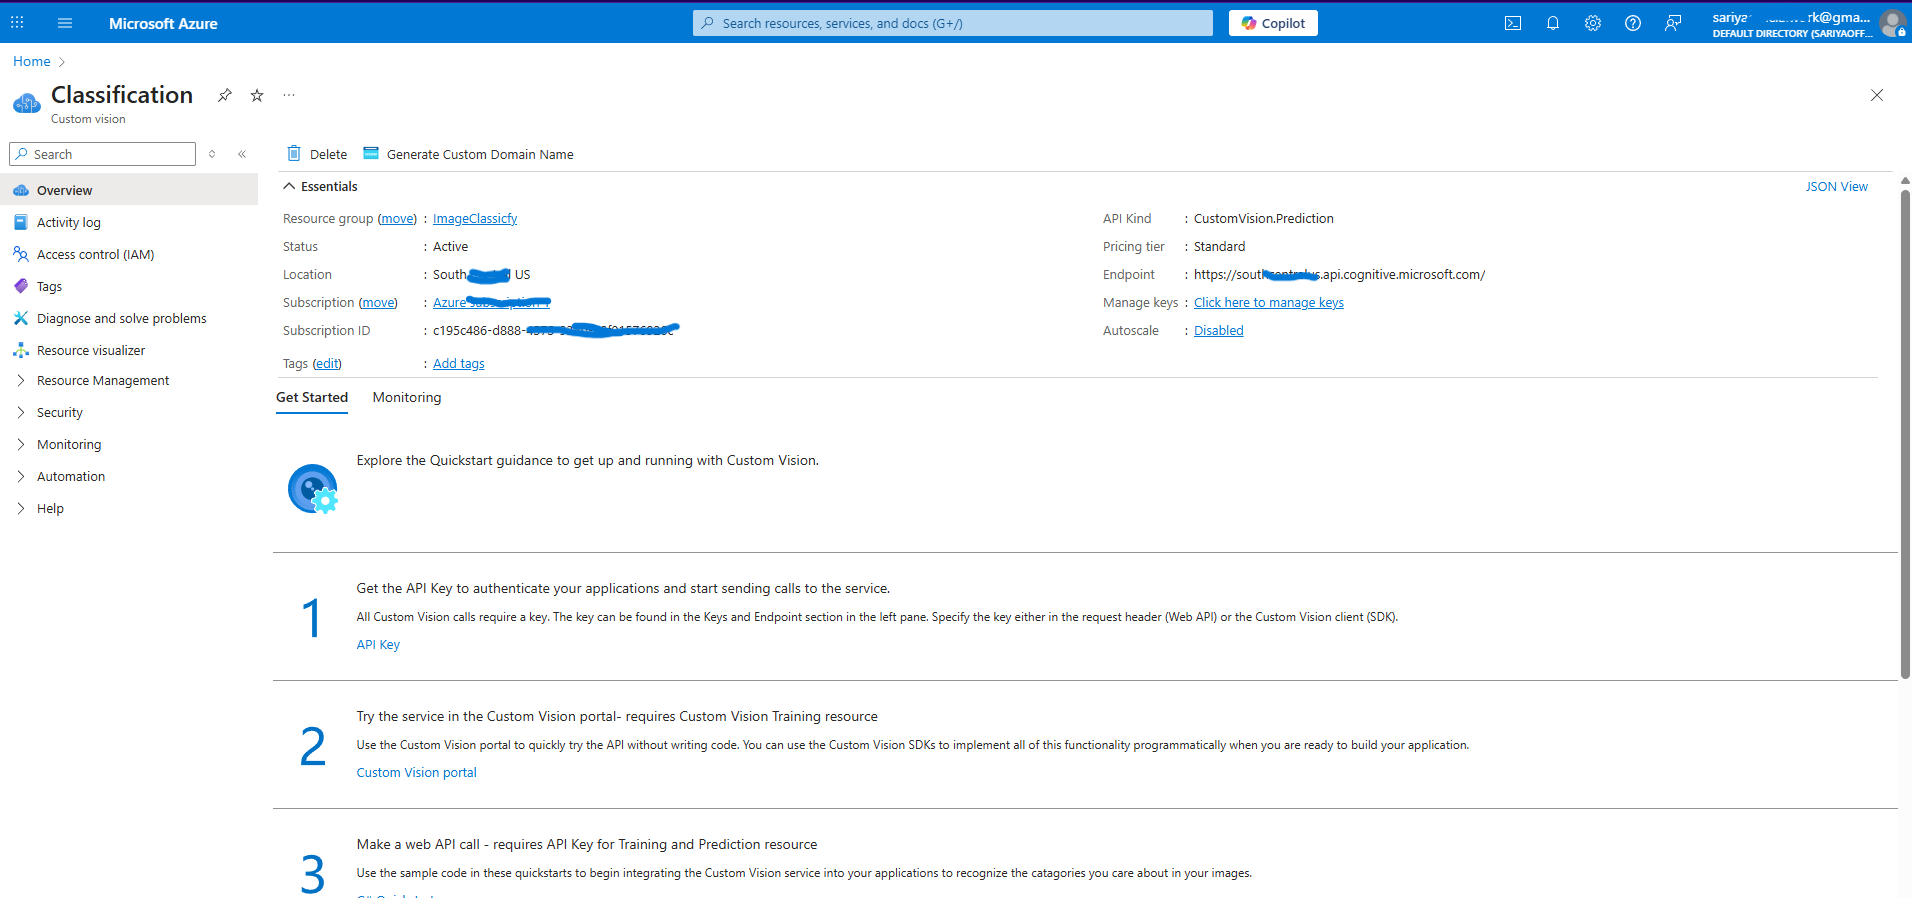 Microsoft Azure
Search resources, services, and docs (G+/)
Copilot
DEFAULT DIRECTORY (SARIYAOFF...
Home
Classification
Custom vision
Search
Overview
Activity log
Access control (IAM)
Tags
Diagnose and solve problems
Resource visualizer
Resource Management
Security
Monitoring
Automation
Help
Delete
Generate Custom Domain Name
Essentials
JSON View
Resource group (move) : ImageClassicfy
Status : Active
Location : South US
Subscription (move) : Azure
Subscription ID : c195c486-d888-
Tags (edit) : Add tags
API Kind : CustomVision.Prediction
Pricing tier : Standard
Endpoint : https://south .api.cognitive.microsoft.com/
Manage keys : Click here to manage keys
Autoscale : Disabled
Get Started
Monitoring
Explore the Quickstart guidance to get up and running with Custom Vision.
1
Get the API Key to authenticate your applications and start sending calls to the service.
All Custom Vision calls require a key. The key can be found in the Keys and Endpoint section in the left pane. Specify the key either in the request header (Web API) or the Custom Vision client (SDK).
API Key
2
Try the service in the Custom Vision portal- requires Custom Vision Training resource
Use the Custom Vision portal to quickly try the API without writing code. You can use the Custom Vision SDKs to implement all of this functionality programmatically when you are ready to build your application.
Custom Vision portal
3
Make a web API call - requires API Key for Training and Prediction resource
Use the sample code in these quickstarts to begin integrating the Custom Vision service into your applications to recognize the catagories you care about in your images.